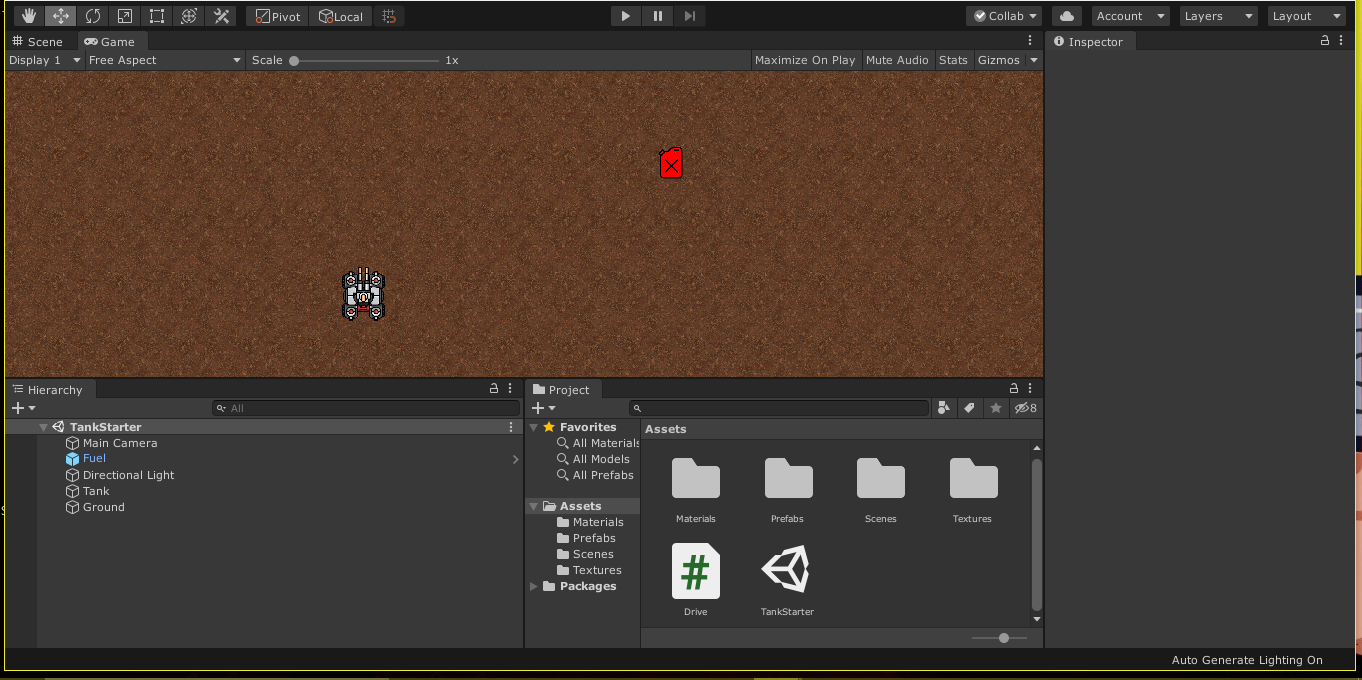 Pivot Local Collab Account Layers Layout
Scene Game
Display 1 Free Aspect Scale 1x Maximize On Play Mute Audio Stats Gizmos
Inspector
Hierarchy
All
TankStarter
Main Camera
Fuel
Directional Light
Tank
Ground
Project
8
Favorites
All Materials
All Models
All Prefabs
Assets
Materials
Prefabs
Scenes
Textures
Packages
Assets
Materials Prefabs Scenes Textures
#
Drive TankStarter
Auto Generate Lighting On